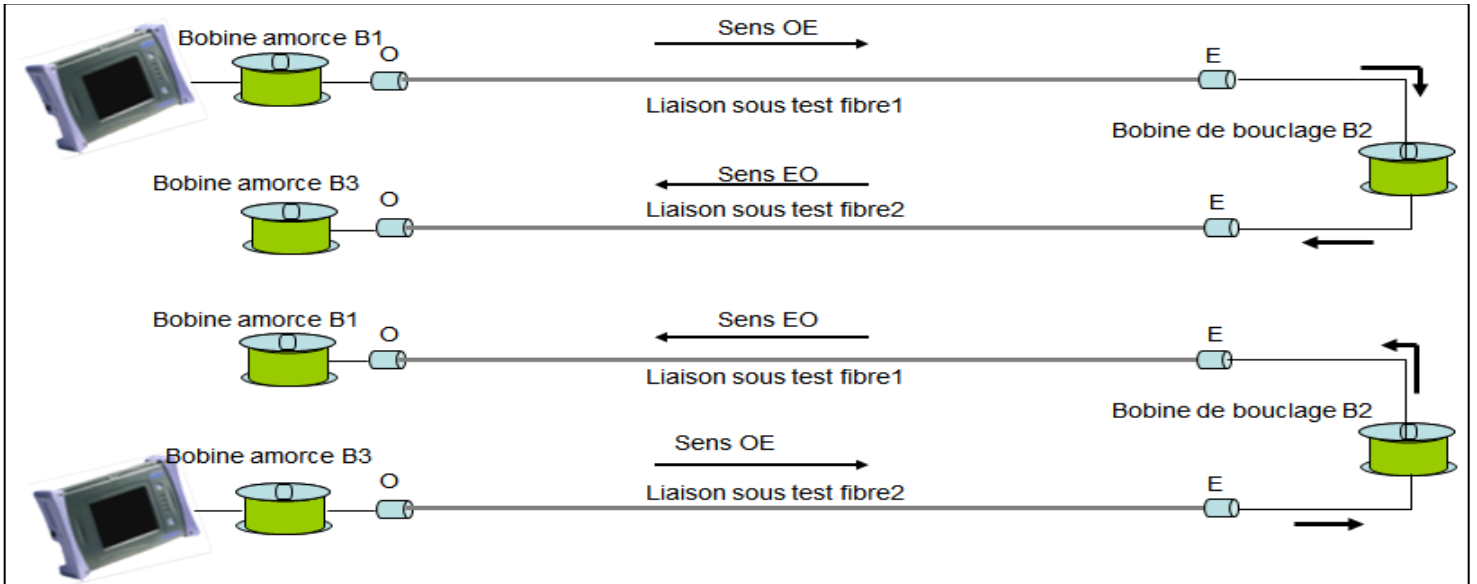 Bobine amorce B1
O
Sens OE
E
Liaison sous test fibre1
Bobine de bouclage B2
Bobine amorce B3
O
Sens EO
Liaison sous test fibre2
E
Bobine amorce B1
O
Sens EO
E
Liaison sous test fibre1
Bobine de bouclage B2
Bobine amorce B3
O
Sens OE
E
Liaison sous test fibre2